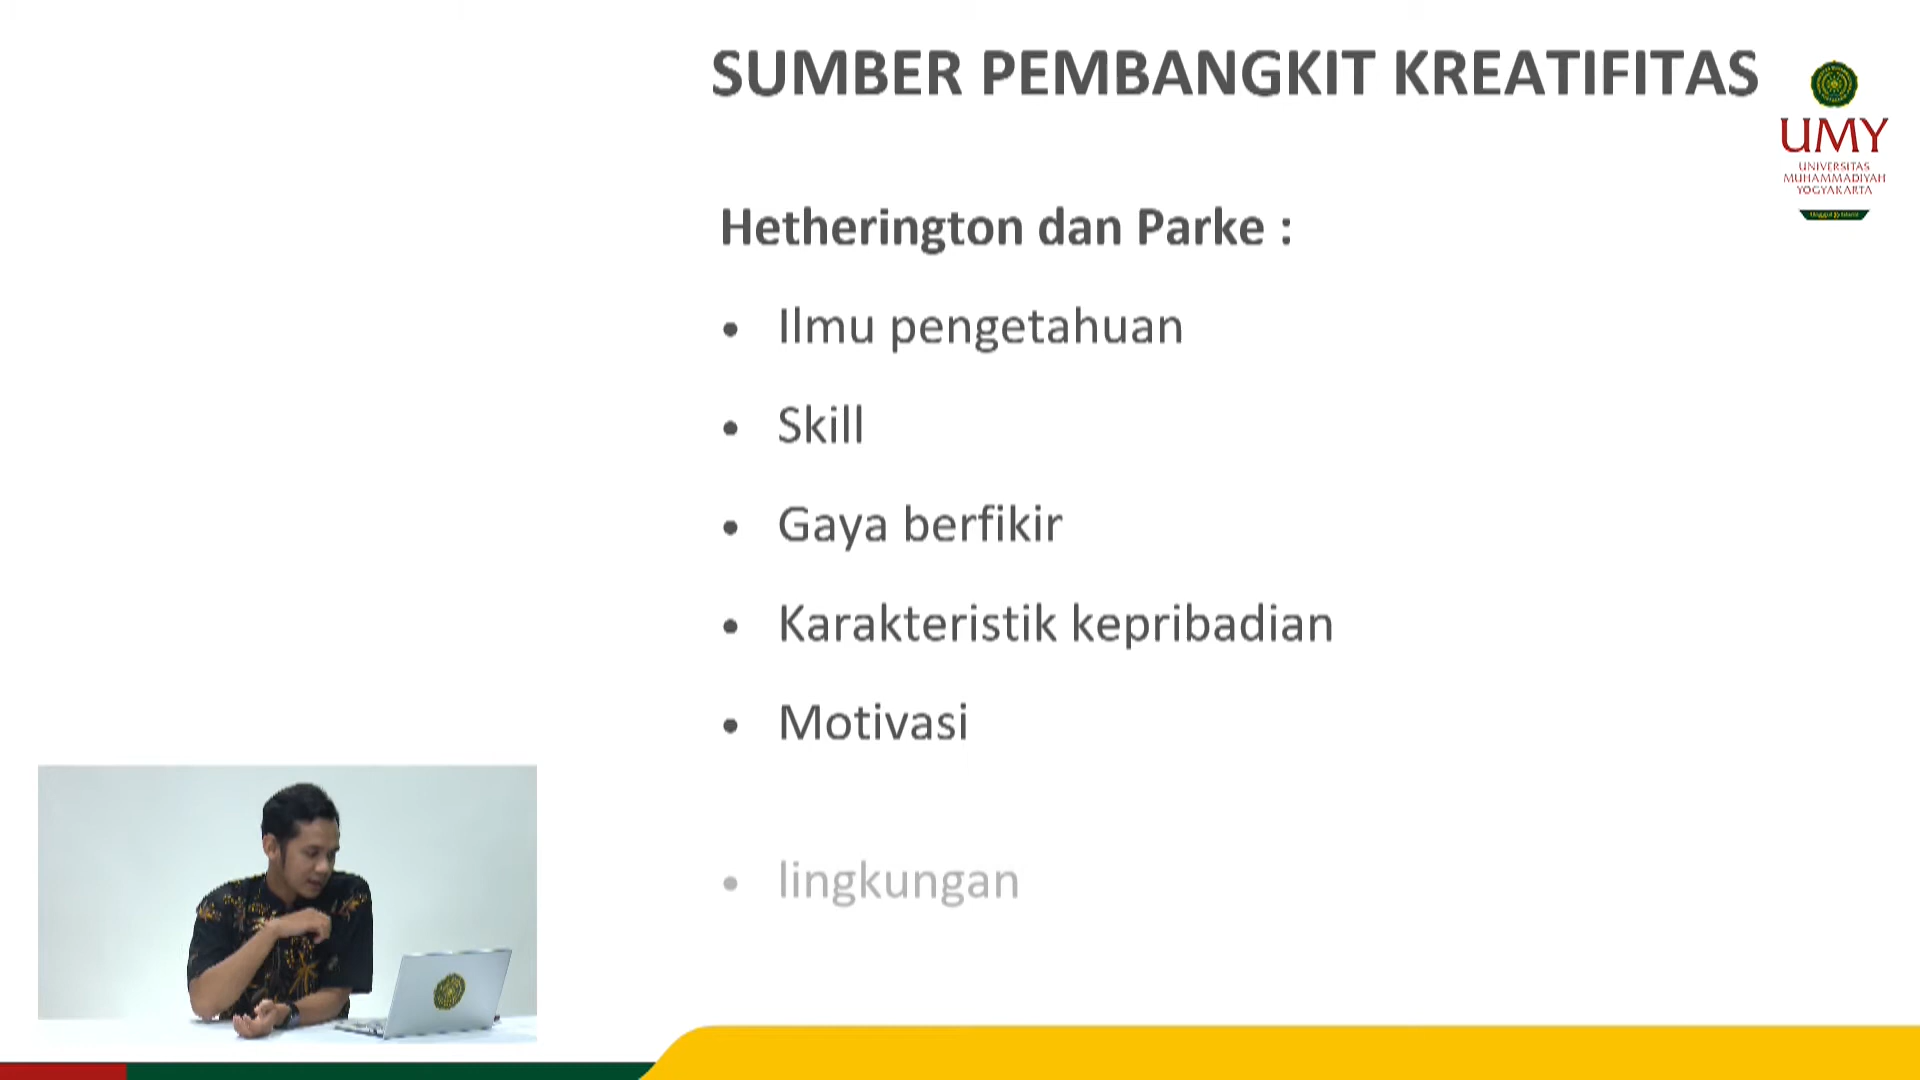 SUMBER PEMBANGKIT KREATIFITAS
UMY
UNIVERSITAS
MUHAMMADIYAH
YOGYAKARTA
Hetherington dan Parke :
• Ilmu pengetahuan
• Skill
• Gaya berfikir
• Karakteristik kepribadian
• Motivasi
• lingkungan